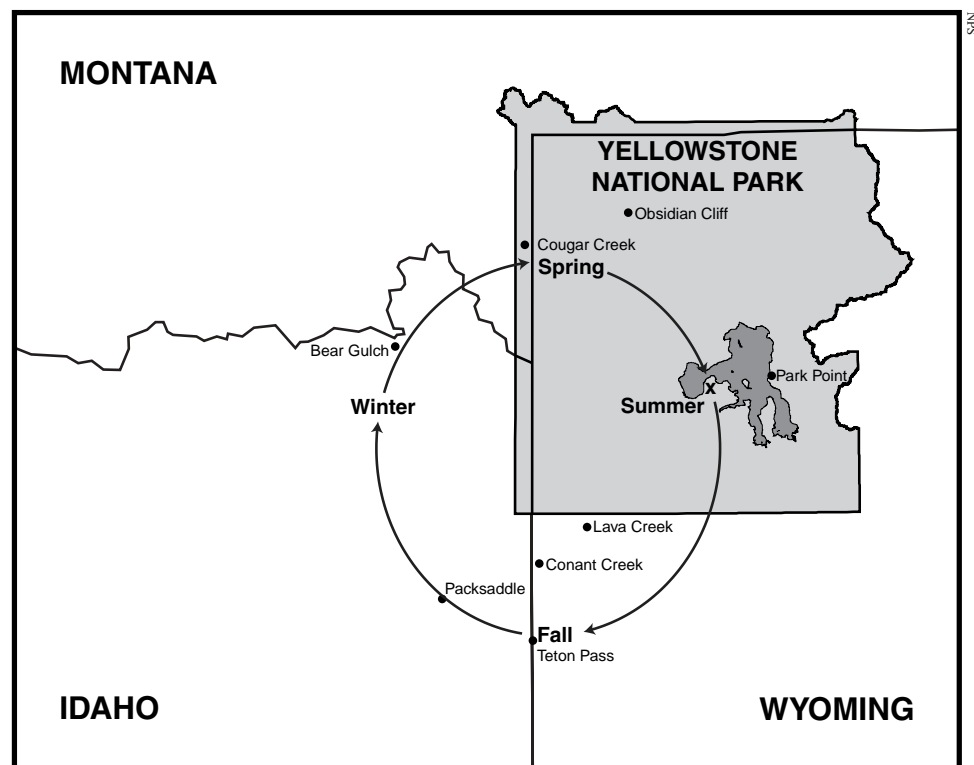 NPS
MONTANA
YELLOWSTONE
NATIONAL PARK
Obsidian Cliff
Cougar Creek
Spring
Bear Gulch
Park Point
Winter
Summer
x
Lava Creek
Conant Creek
Packsaddle
Fall
Teton Pass
IDAHO
WYOMING